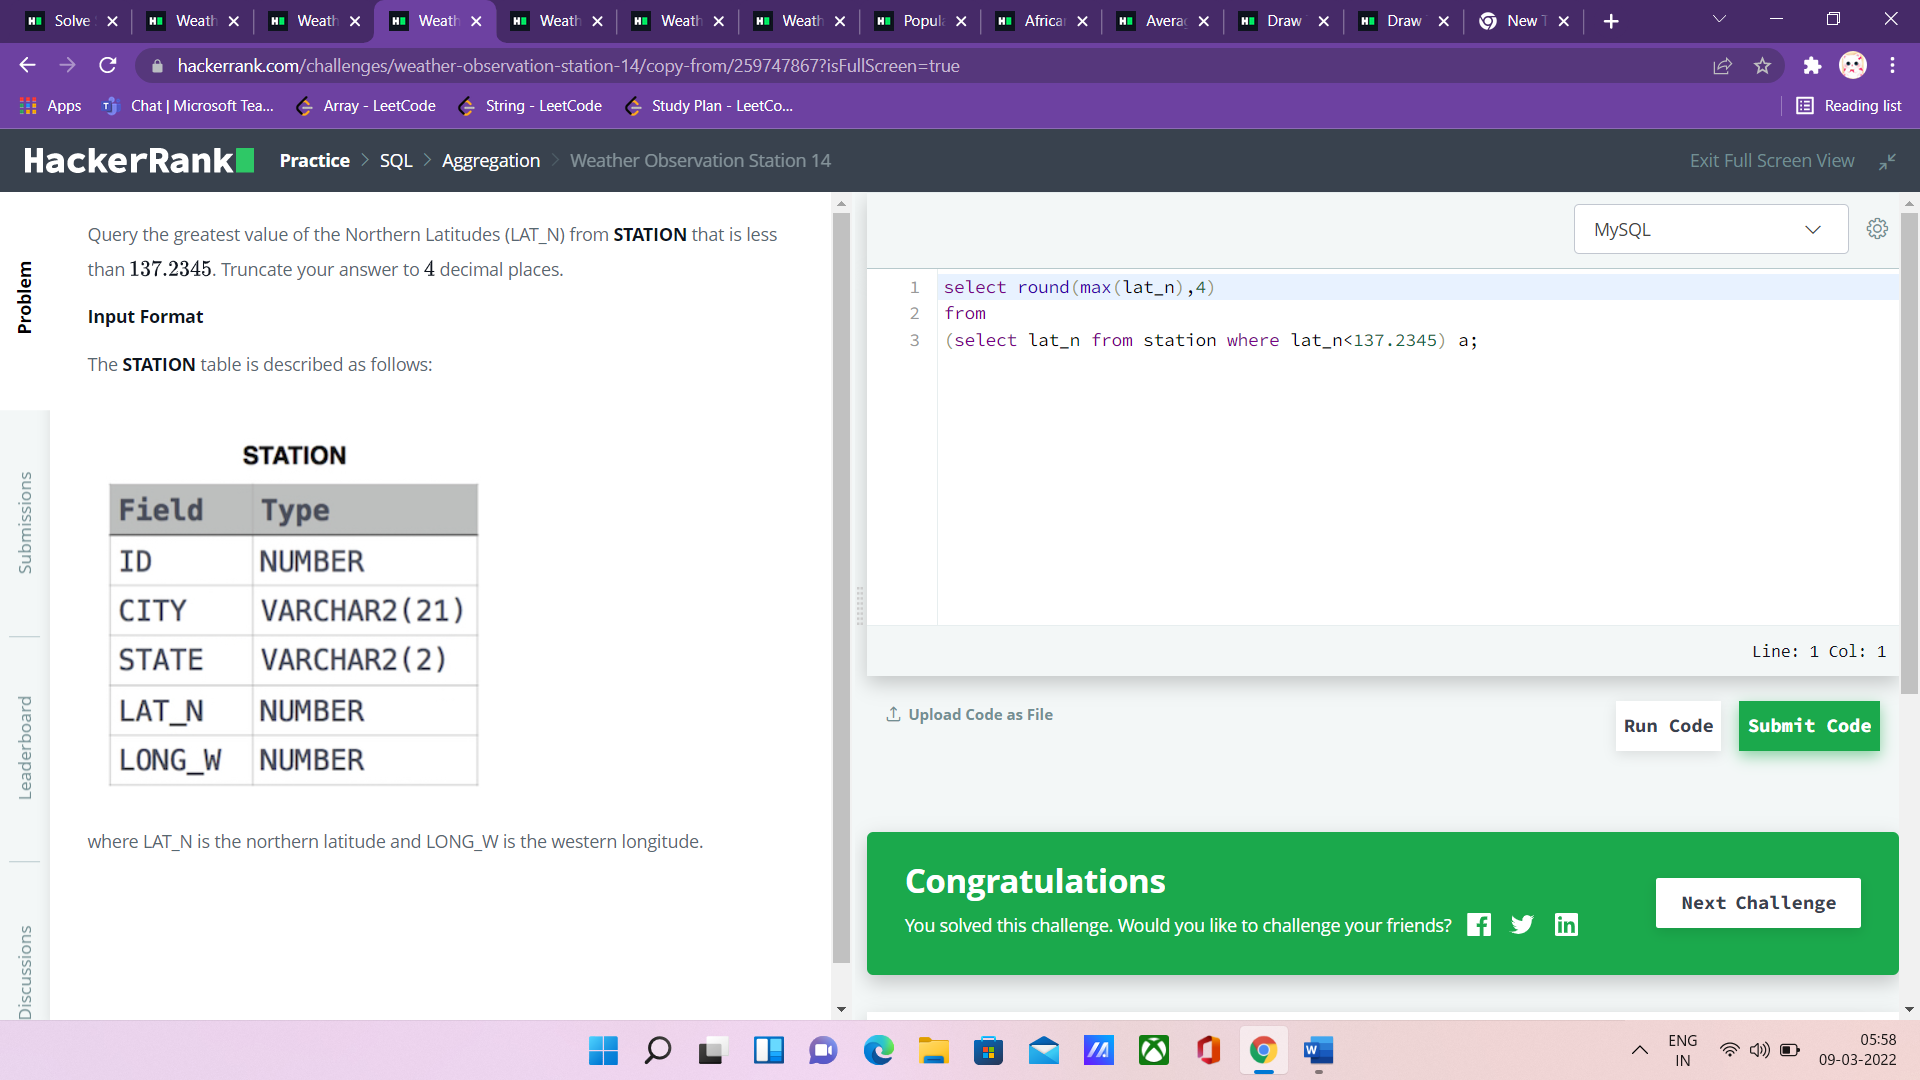 Solve
Weath
Weath
Weath
Weath
Weath
Weath
Popula
African
Averag
Draw
Draw
New T
hackerrank.com/challenges/weather-observation-station-14/copy-from/259747867?isFullScreen=true
Apps
Chat | Microsoft Tea...
Array - LeetCode
String - LeetCode
Study Plan - LeetCo...
Reading list
HackerRank
Practice > SQL > Aggregation > Weather Observation Station 14
Exit Full Screen View
Problem
Submissions
Leaderboard
Discussions
Query the greatest value of the Northern Latitudes (LAT_N) from STATION that is less
than 137.2345. Truncate your answer to 4 decimal places.
Input Format
The STATION table is described as follows:
STATION
Field Type
ID NUMBER
CITY VARCHAR2(21)
STATE VARCHAR2(2)
LAT_N NUMBER
LONG_W NUMBER
where LAT_N is the northern latitude and LONG_W is the western longitude.
MySQL
1 select round(max(lat_n),4)
2 from
3 (select lat_n from station where lat_n<137.2345) a;
Line: 1 Col: 1
Upload Code as File
Run Code
Submit Code
Congratulations
You solved this challenge. Would you like to challenge your friends?
Next Challenge
ENG
IN
05:58
09-03-2022